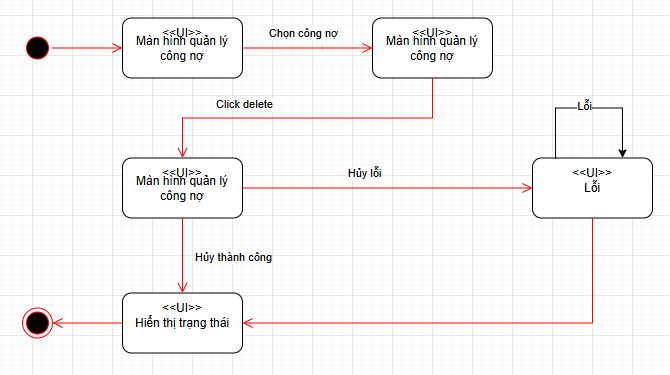 <<UI>>
Màn hình quản lý
công nợ
Chọn công nợ
<<UI>>
Màn hình quản lý
công nợ
Click delete
Lỗi
<<UI>>
Màn hình quản lý
công nợ
Hủy lỗi
<<UI>>
Lỗi
Hủy thành công
<<UI>>
Hiển thị trạng thái